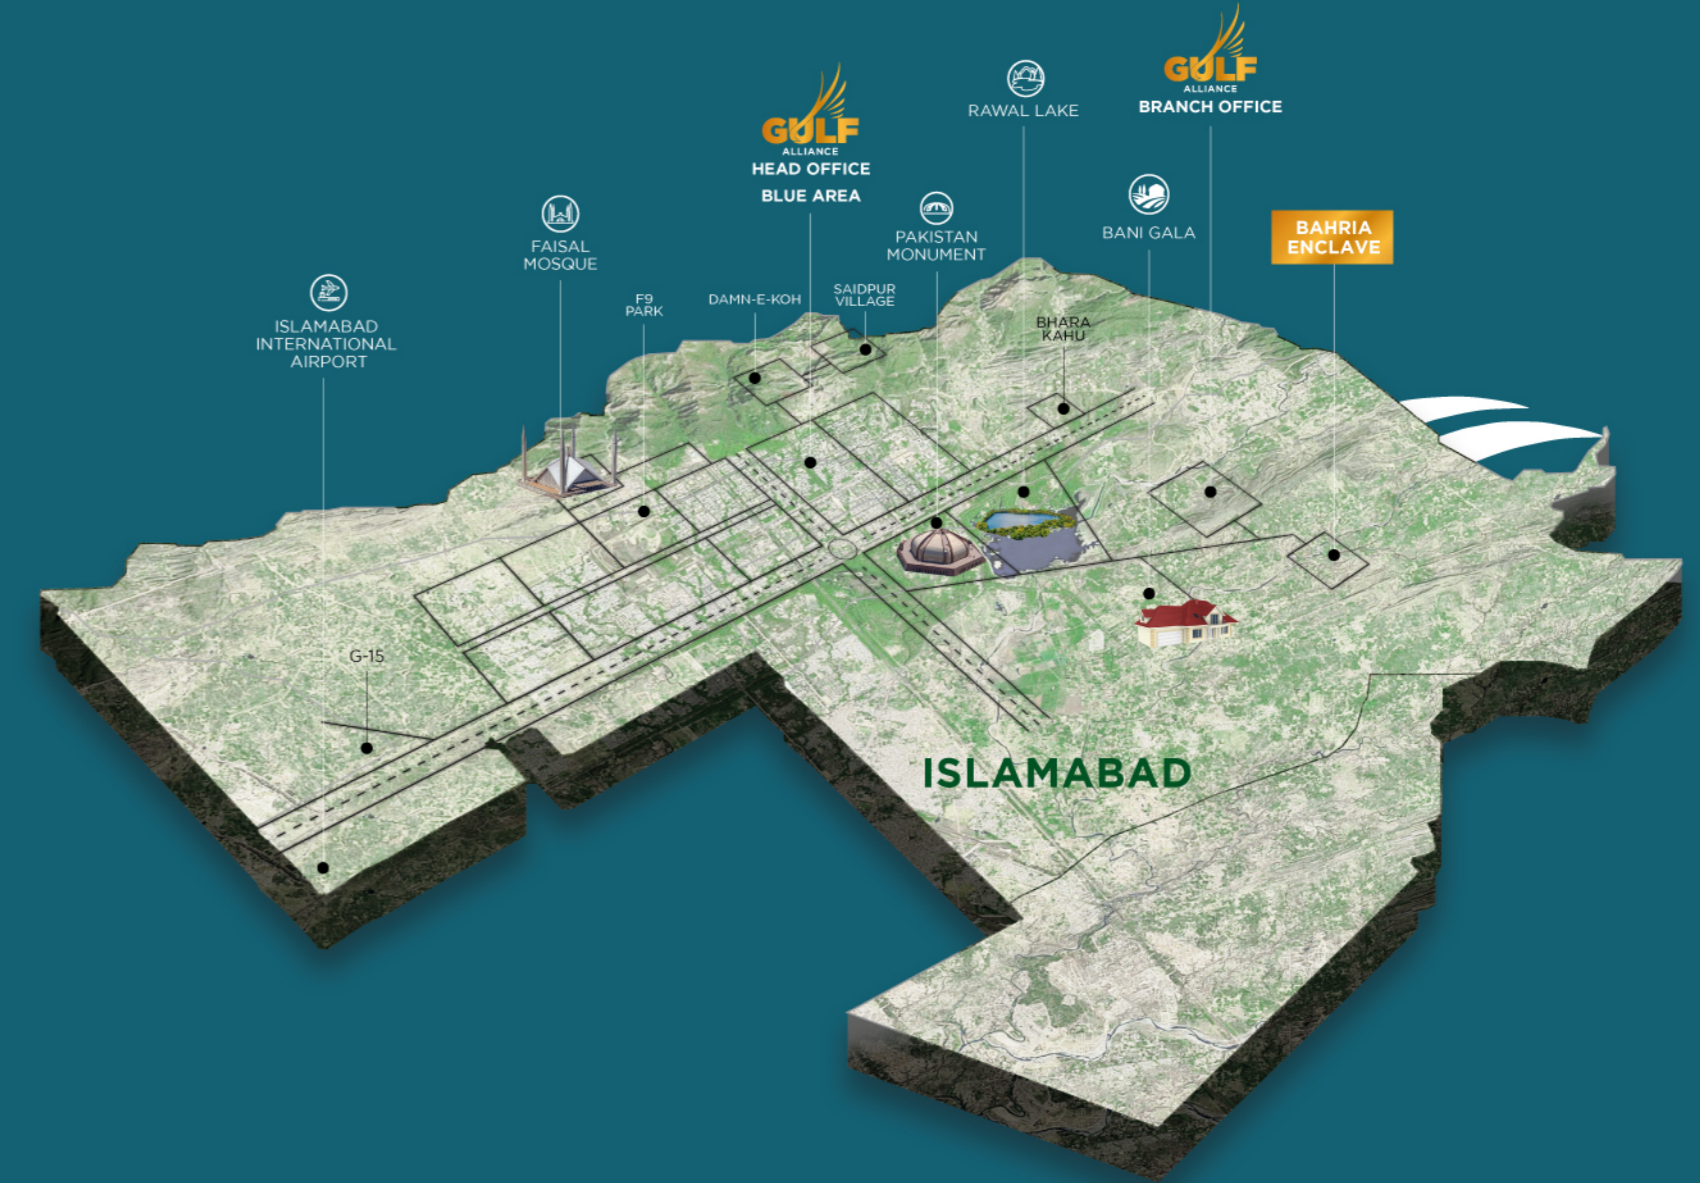 GULF
ALLIANCE
BRANCH OFFICE
RAWAL LAKE
GULF
ALLIANCE
HEAD OFFICE
BLUE AREA
PAKISTAN
MONUMENT
BANI GALA
BAHRIA
ENCLAVE
FAISAL
MOSQUE
ISLAMABAD
INTERNATIONAL
AIRPORT
F9
PARK
DAMN-E-KOH
SAIDPUR
VILLAGE
BHARA
KAHU
G-15
ISLAMABAD